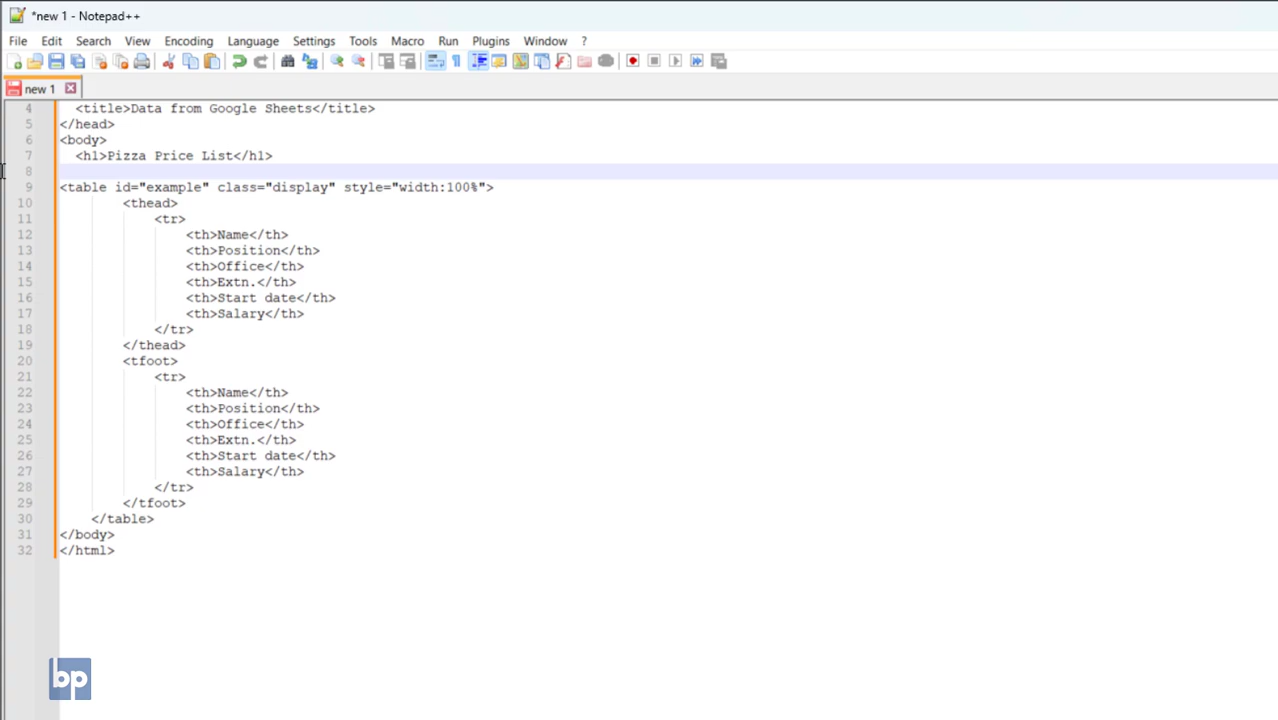 *new 1 - Notepad++
File Edit Search View Encoding Language Settings Tools Macro Run Plugins Window ?
new 1
4 <title>Data from Google Sheets</title>
5 </head>
6 <body>
7 <h1>Pizza Price List</h1>
8
9 <table id="example" class="display" style="width:100%">
10 <thead>
11 <tr>
12 <th>Name</th>
13 <th>Position</th>
14 <th>Office</th>
15 <th>Extn.</th>
16 <th>Start date</th>
17 <th>Salary</th>
18 </tr>
19 </thead>
20 <tfoot>
21 <tr>
22 <th>Name</th>
23 <th>Position</th>
24 <th>Office</th>
25 <th>Extn.</th>
26 <th>Start date</th>
27 <th>Salary</th>
28 </tr>
29 </tfoot>
30 </table>
31 </body>
32 </html>
bp